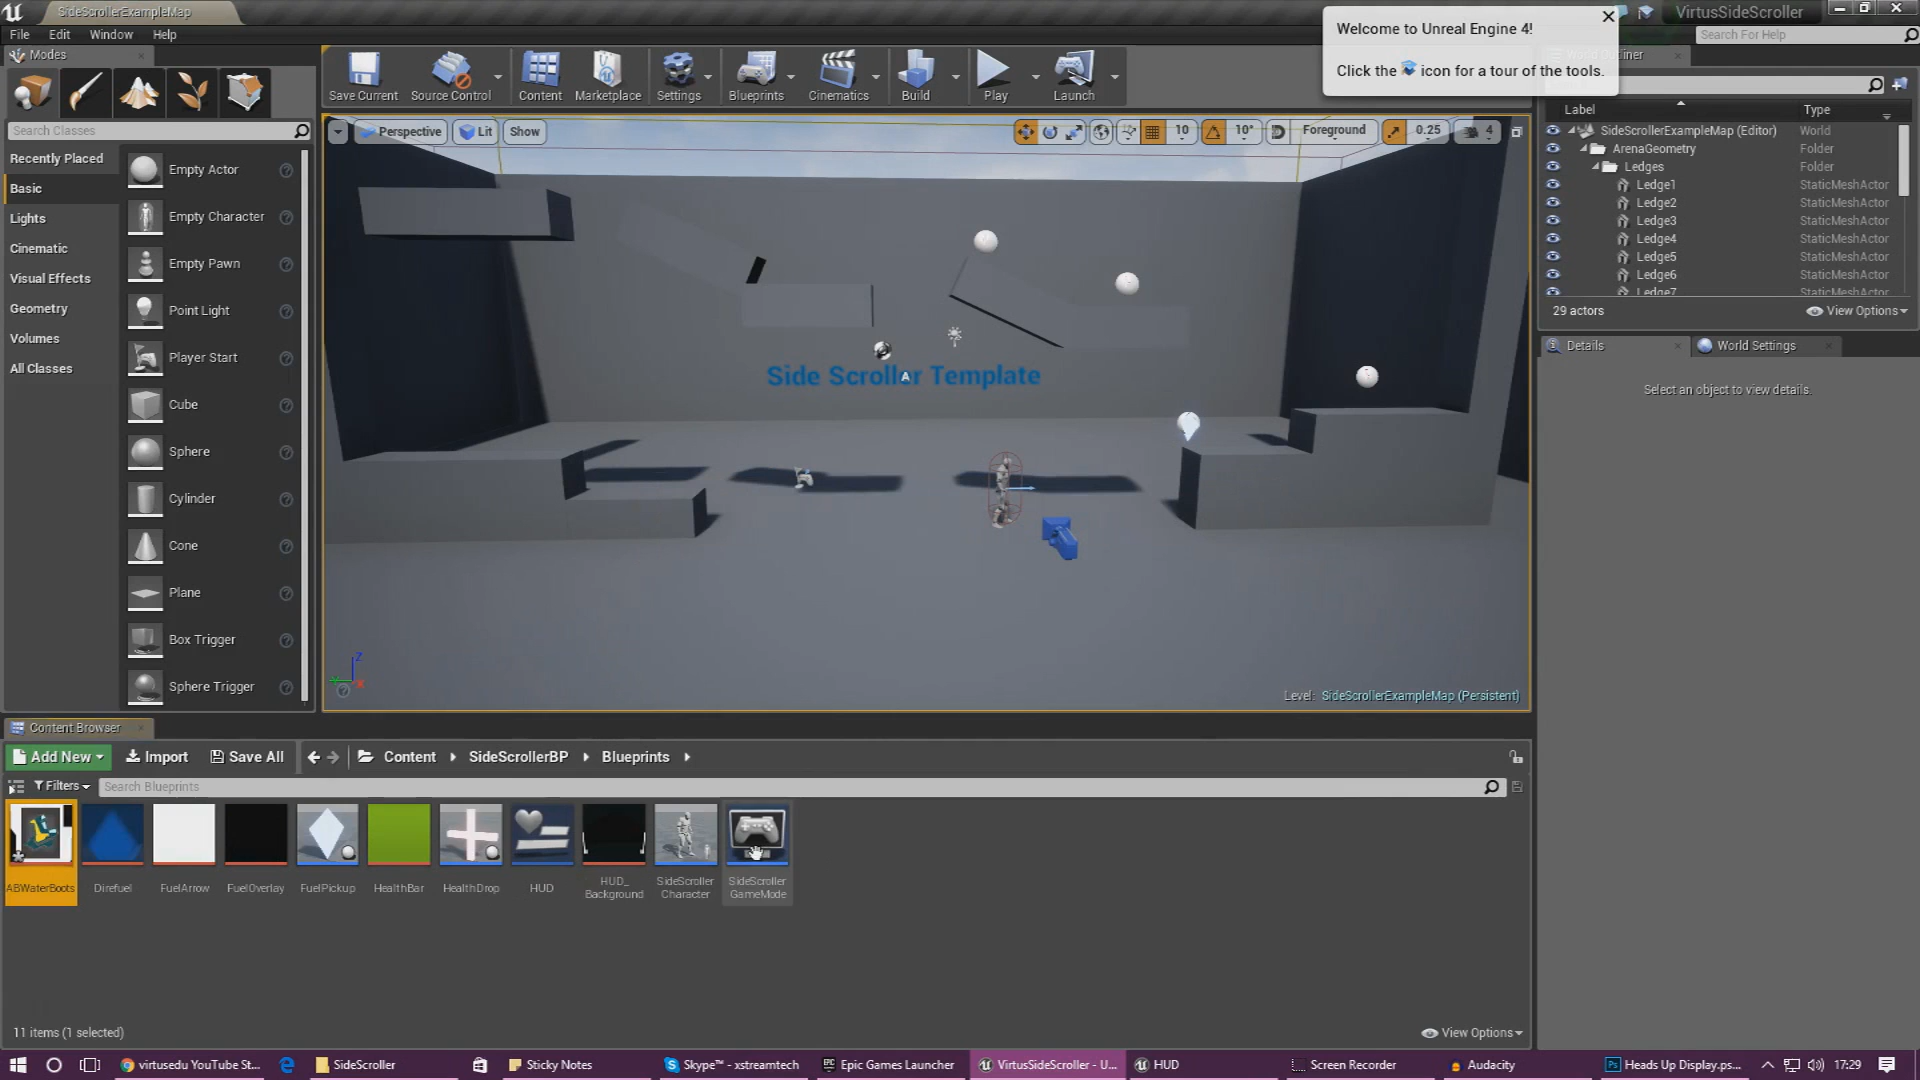 SideScrollerExampleMap
VirtusSideScroller
File Edit Window Help
Search For Help
Welcome to Unreal Engine 4!
Click the icon for a tour of the tools.
Modes
Save Current Source Control Content Marketplace Settings Blueprints Cinematics Build Play Launch
World Outliner
Search Classes
Perspective Lit Show 10 10° Foreground 0.25 4
Recently Placed
Basic
Lights
Cinematic
Visual Effects
Geometry
Volumes
All Classes
Empty Actor
Empty Character
Empty Pawn
Point Light
Player Start
Cube
Sphere
Cylinder
Cone
Plane
Box Trigger
Sphere Trigger
Side Scroller Template
A
Z
Level: SideScrollerExampleMap (Persistent)
Label Type
SideScrollerExampleMap (Editor) World
ArenaGeometry Folder
Ledges Folder
Ledge1 StaticMeshActor
Ledge2 StaticMeshActor
Ledge3 StaticMeshActor
Ledge4 StaticMeshActor
Ledge5 StaticMeshActor
Ledge6 StaticMeshActor
Ledge7 StaticMeshActor
29 actors View Options
Details World Settings
Select an object to view details.
Content Browser
Add New Import Save All Content SideScrollerBP Blueprints
Filters Search Blueprints
ABWaterBoots
Direfuel
FuelArrow
FuelOverlay
FuelPickup
HealthBar
HealthDrop
HUD
HUD_
Background
SideScroller
Character
SideScroller
GameMode
11 items (1 selected) View Options
virtusedu YouTube St... SideScroller Sticky Notes Skype™ - xstreamtech Epic Games Launcher VirtusSideScroller - U... HUD Screen Recorder Audacity Heads Up Display.ps... 17:29